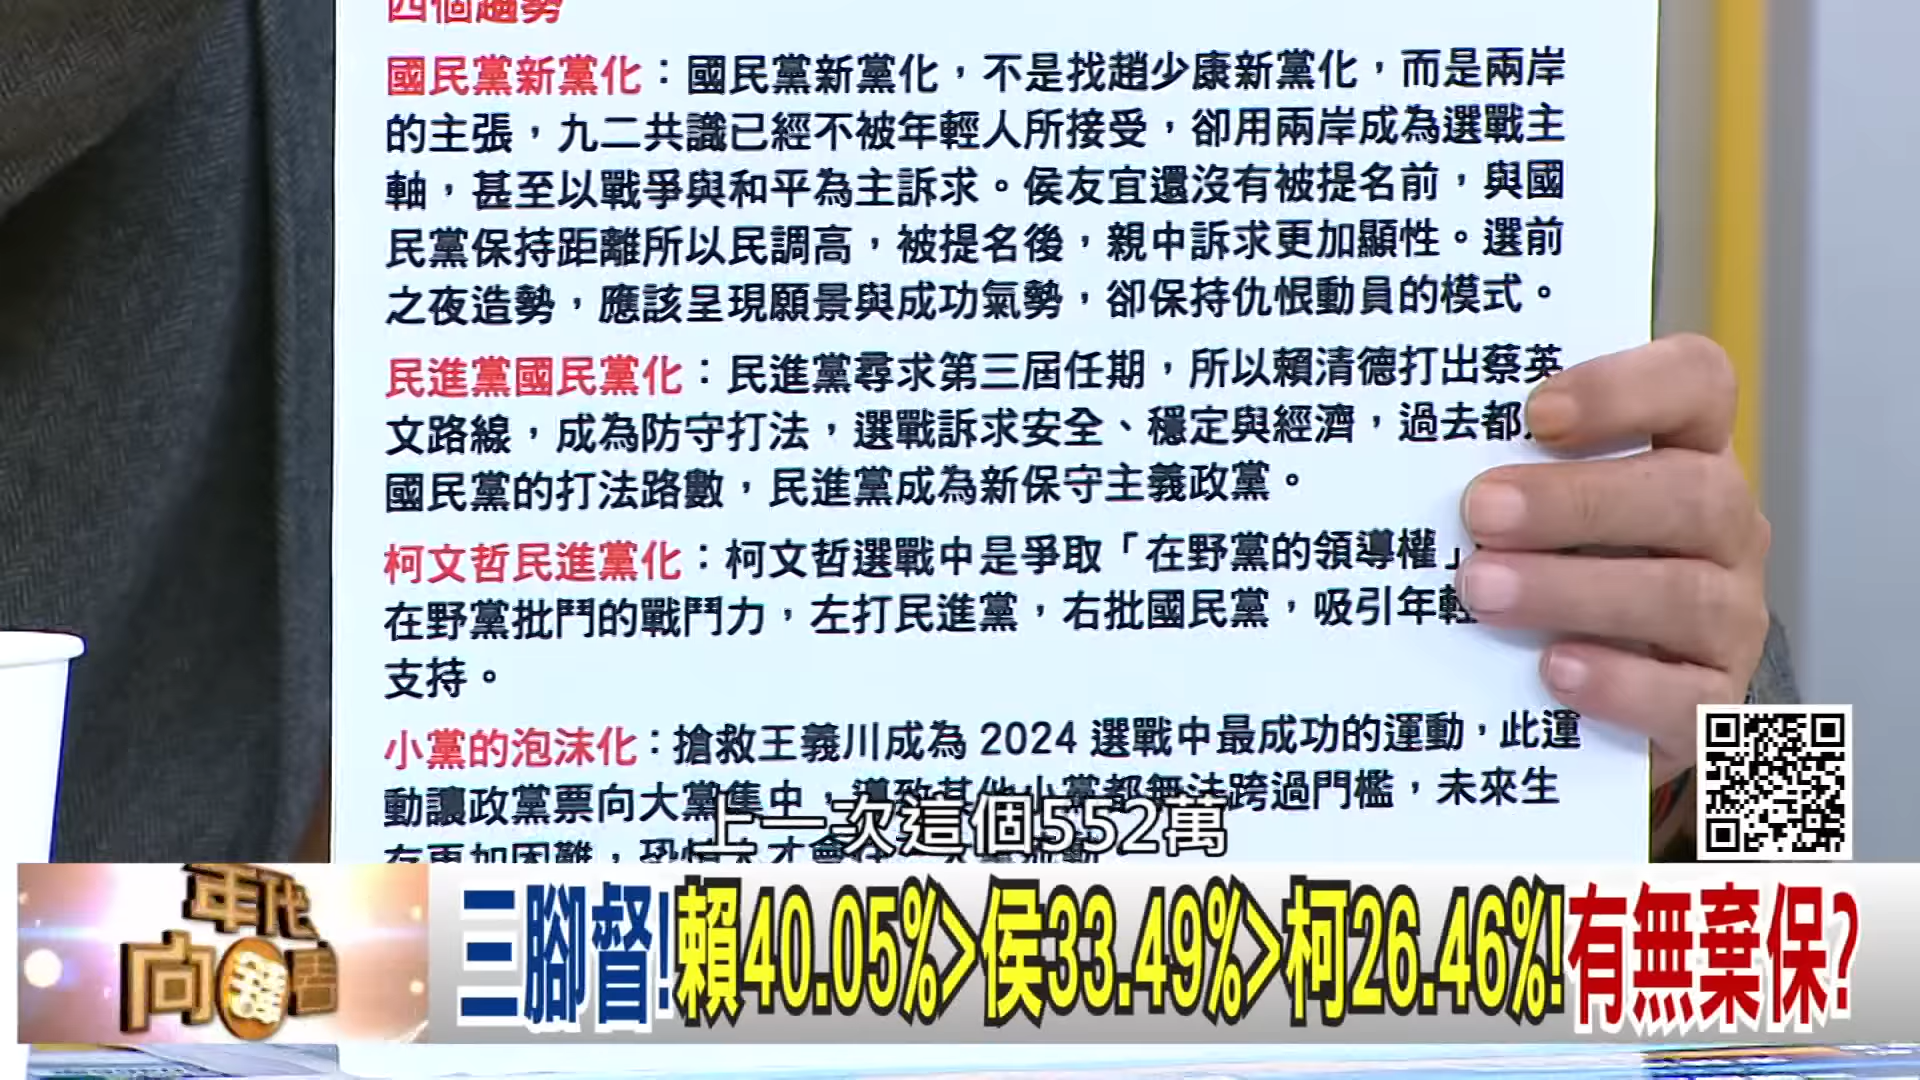 四個趨勢
國民黨新黨化：國民黨新黨化，不是找趙少康新黨化，而是兩岸
的主張，九二共識已經不被年輕人所接受，卻用兩岸成為選戰主
軸，甚至以戰爭與和平為主訴求。侯友宜還沒有被提名前，與國
民黨保持距離所以民調高，被提名後，親中訴求更加顯性。選前
之夜造勢，應該呈現願景與成功氣勢，卻保持仇恨動員的模式。
民進黨國民黨化：民進黨尋求第三屆任期，所以賴清德打出蔡英
文路線，成為防守打法，選戰訴求安全、穩定與經濟，過去都
國民黨的打法路數，民進黨成為新保守主義政黨。
柯文哲民進黨化：柯文哲選戰中是爭取「在野黨的領導權」
在野黨批鬥的戰鬥力，左打民進黨，右批國民黨，吸引年輕
支持。
小黨的泡沫化：搶救王義川成為 2024 選戰中最成功的運動，此運
動讓政黨票向大黨集中，導致其他小黨都無法跨過門檻，未來生
存更加困難，恐怕人才會往
上一次這個552萬
年代向錢看
三腳督!賴40.05%>侯33.49%>柯26.46%!有無棄保?